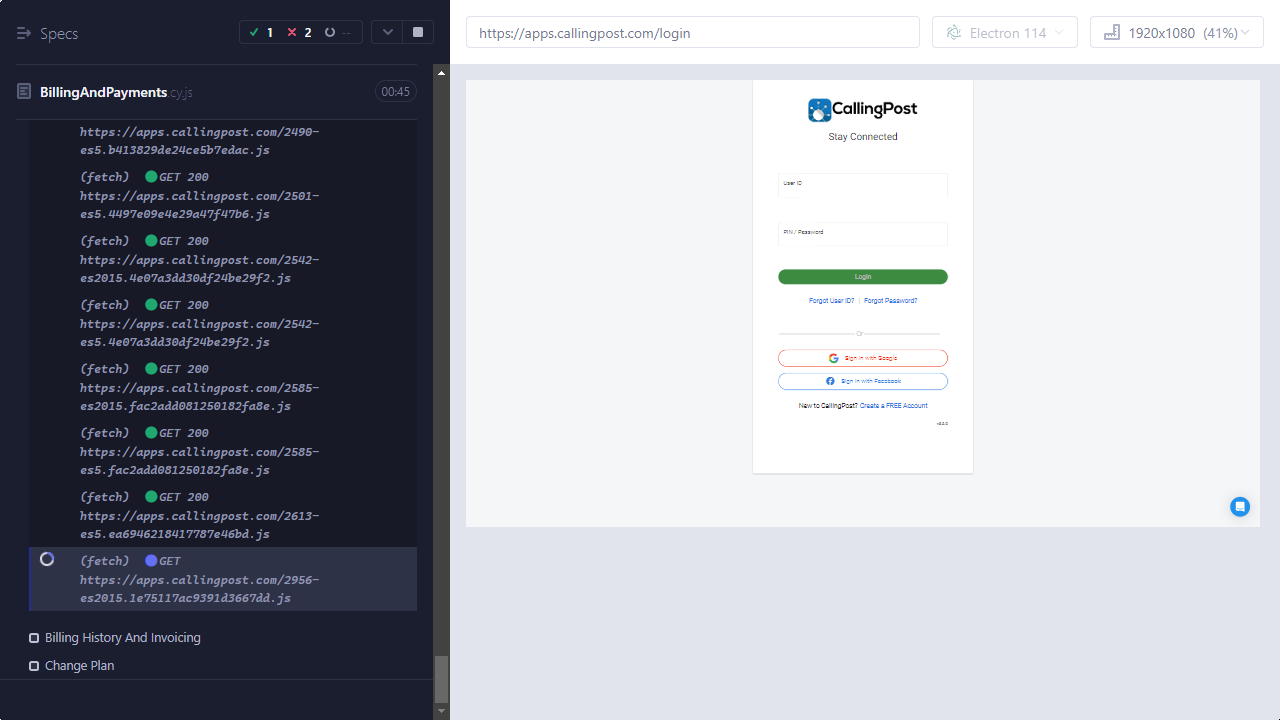 Specs
1
2
--
BillingAndPayments.cy.js
00:45
https://apps.callingpost.com/2490-
es5.b413829de24ce5b7edac.js
(fetch) GET 200
https://apps.callingpost.com/2501-
es5.4497e09e4e29a47f47b6.js
(fetch) GET 200
https://apps.callingpost.com/2542-
es2015.4e07a3dd30df24be29f2.js
(fetch) GET 200
https://apps.callingpost.com/2542-
es5.4e07a3dd30df24be29f2.js
(fetch) GET 200
https://apps.callingpost.com/2585-
es2015.fac2add081250182fa8e.js
(fetch) GET 200
https://apps.callingpost.com/2585-
es5.fac2add081250182fa8e.js
(fetch) GET 200
https://apps.callingpost.com/2613-
es5.ea6946218417787e46bd.js
(fetch) GET
https://apps.callingpost.com/2956-
es2015.1e75117ac9391d3667dd.js
Billing History And Invoicing
Change Plan
https://apps.callingpost.com/login
Electron 114
1920x1080 (41%)
CallingPost
Stay Connected
User ID
PIN / Password
Login
Forgot User ID? | Forgot Password?
Or
Sign in with Google
Sign in with Facebook
New to CallingPost? Create a FREE Account